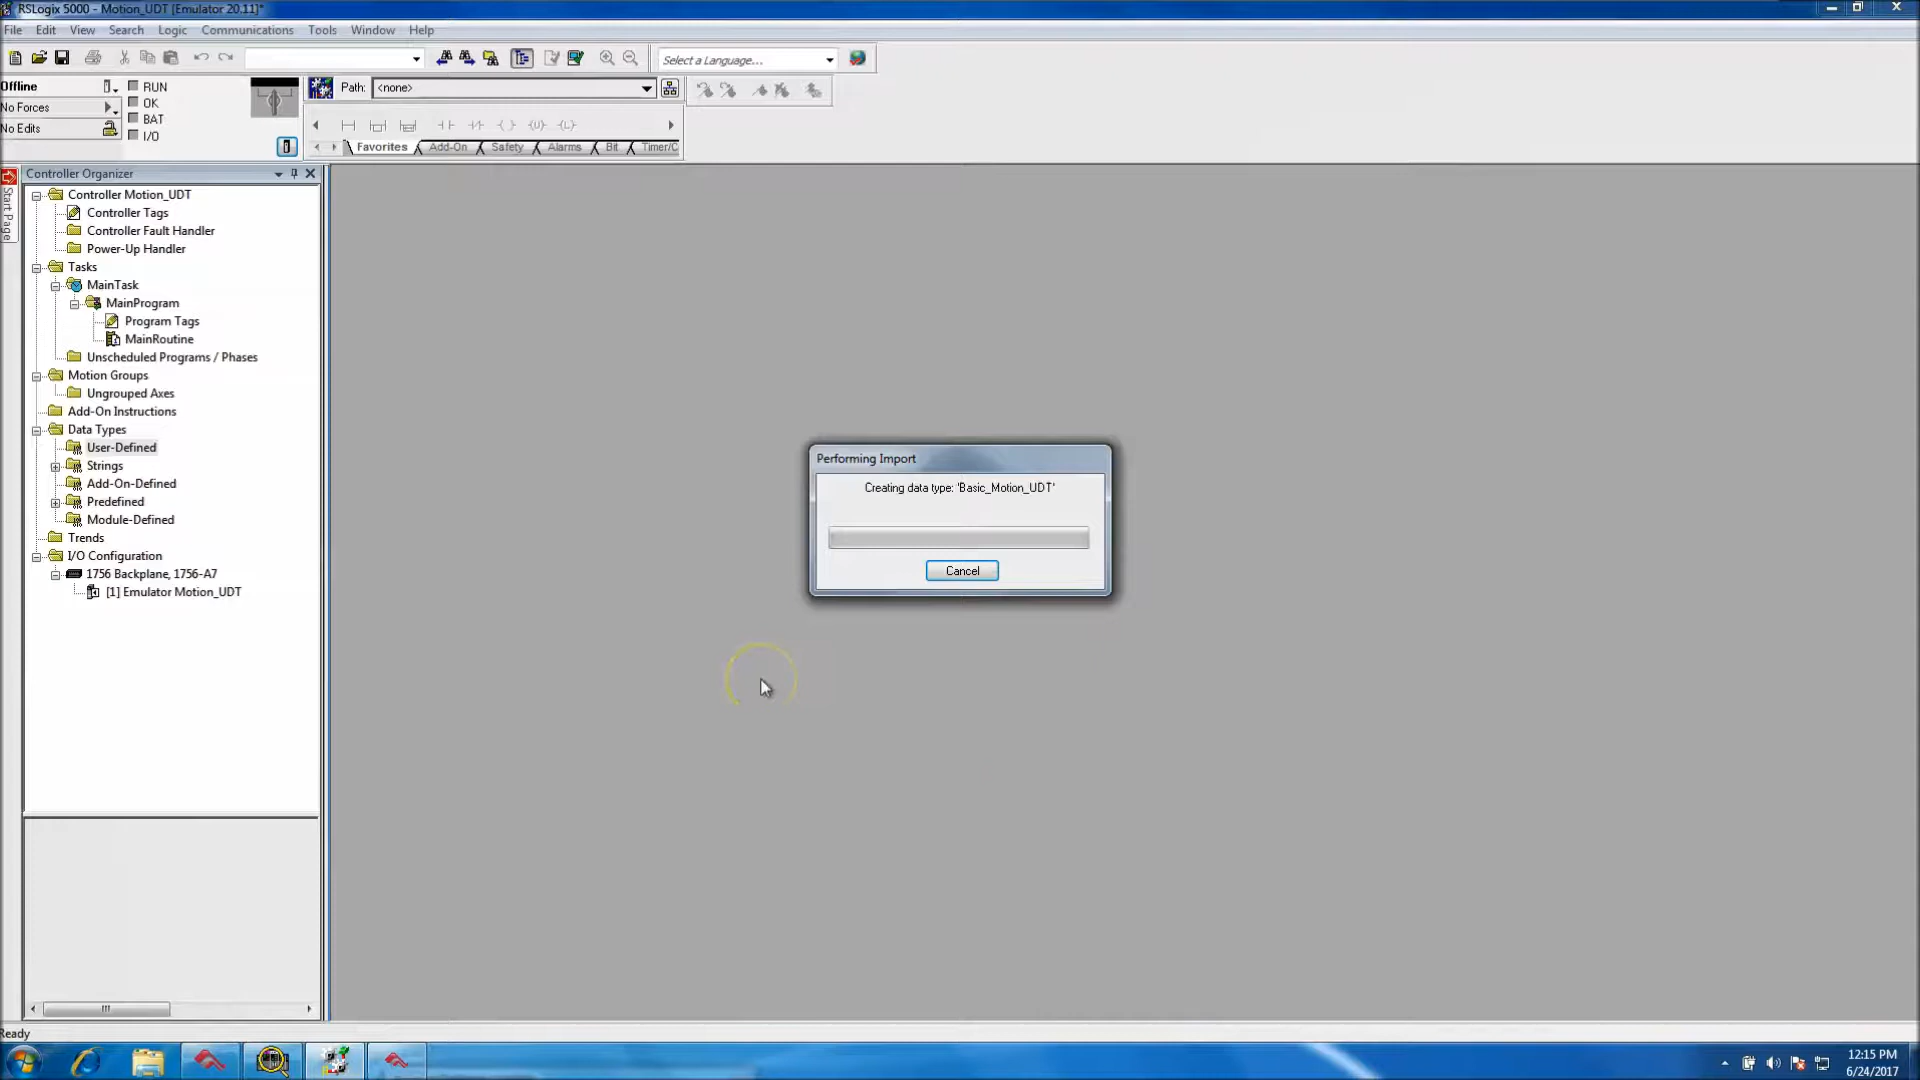 RSLogix 5000 - Motion_UDT [Emulator 20.11]*
File Edit View Search Logic Communications Tools Window Help
Select a Language...
Offline
RUN
Path: <none>
No Forces
OK
BAT
No Edits
I/O
Favorites Add-On Safety Alarms Bit Timer/C
Start Page
Controller Organizer
Controller Motion_UDT
Controller Tags
Controller Fault Handler
Power-Up Handler
Tasks
MainTask
MainProgram
Program Tags
MainRoutine
Unscheduled Programs / Phases
Motion Groups
Ungrouped Axes
Add-On Instructions
Data Types
User-Defined
Strings
Add-On-Defined
Predefined
Module-Defined
Trends
I/O Configuration
1756 Backplane, 1756-A7
[1] Emulator Motion_UDT
Performing Import
Creating data type: 'Basic_Motion_UDT'
Cancel
Ready
12:15 PM
6/24/2017